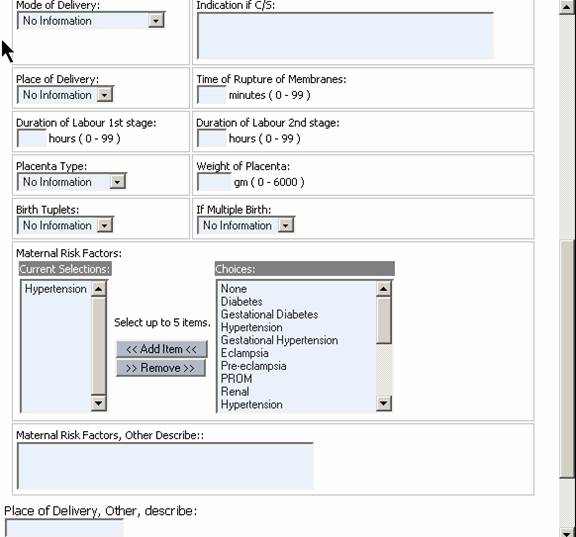 Mode of Delivery: Indication if C/S:
No Information
Place of Delivery: Time of Rupture of Membranes:
No Information minutes ( 0 - 99 )
Duration of Labour 1st stage: Duration of Labour 2nd stage:
hours ( 0 - 99 ) hours ( 0 - 99 )
Placenta Type: Weight of Placenta:
No Information gm ( 0 - 6000 )
Birth Tuplets: If Multiple Birth:
No Information No Information
Maternal Risk Factors:
Current Selections: Choices:
Hypertension None
Diabetes
Gestational Diabetes
Select up to 5 items. Hypertension
Gestational Hypertension
<< Add Item << Eclampsia
>> Remove >> Pre-eclampsia
PROM
Renal
Hypertension
Maternal Risk Factors, Other Describe::
Place of Delivery, Other, describe: